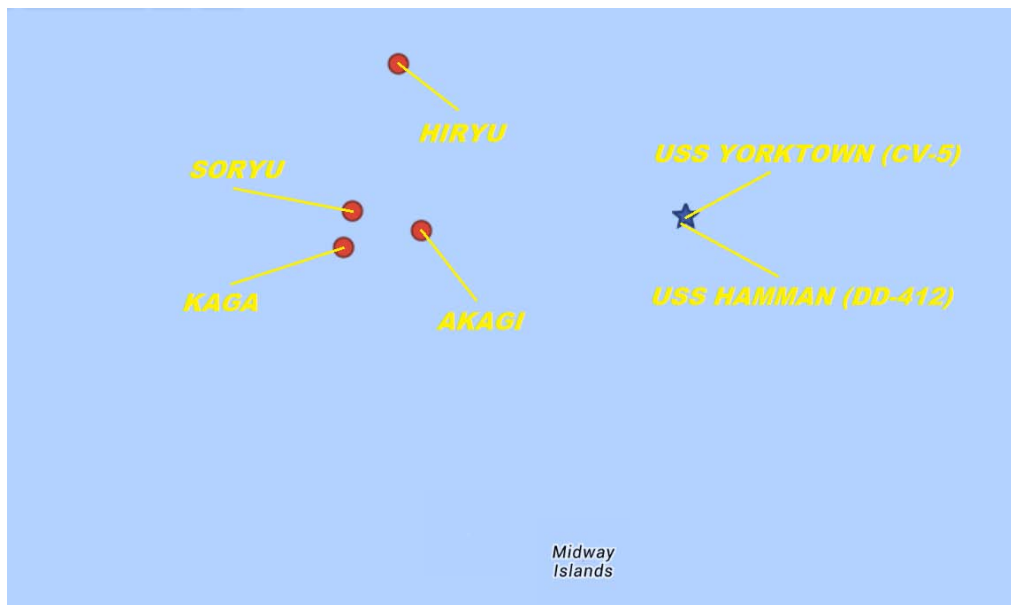 HIRYU
USS YORKTOWN (CV-5)
SORYU
KAGA
USS HAMMAN (DD-412)
AKAGI
Midway
Islands